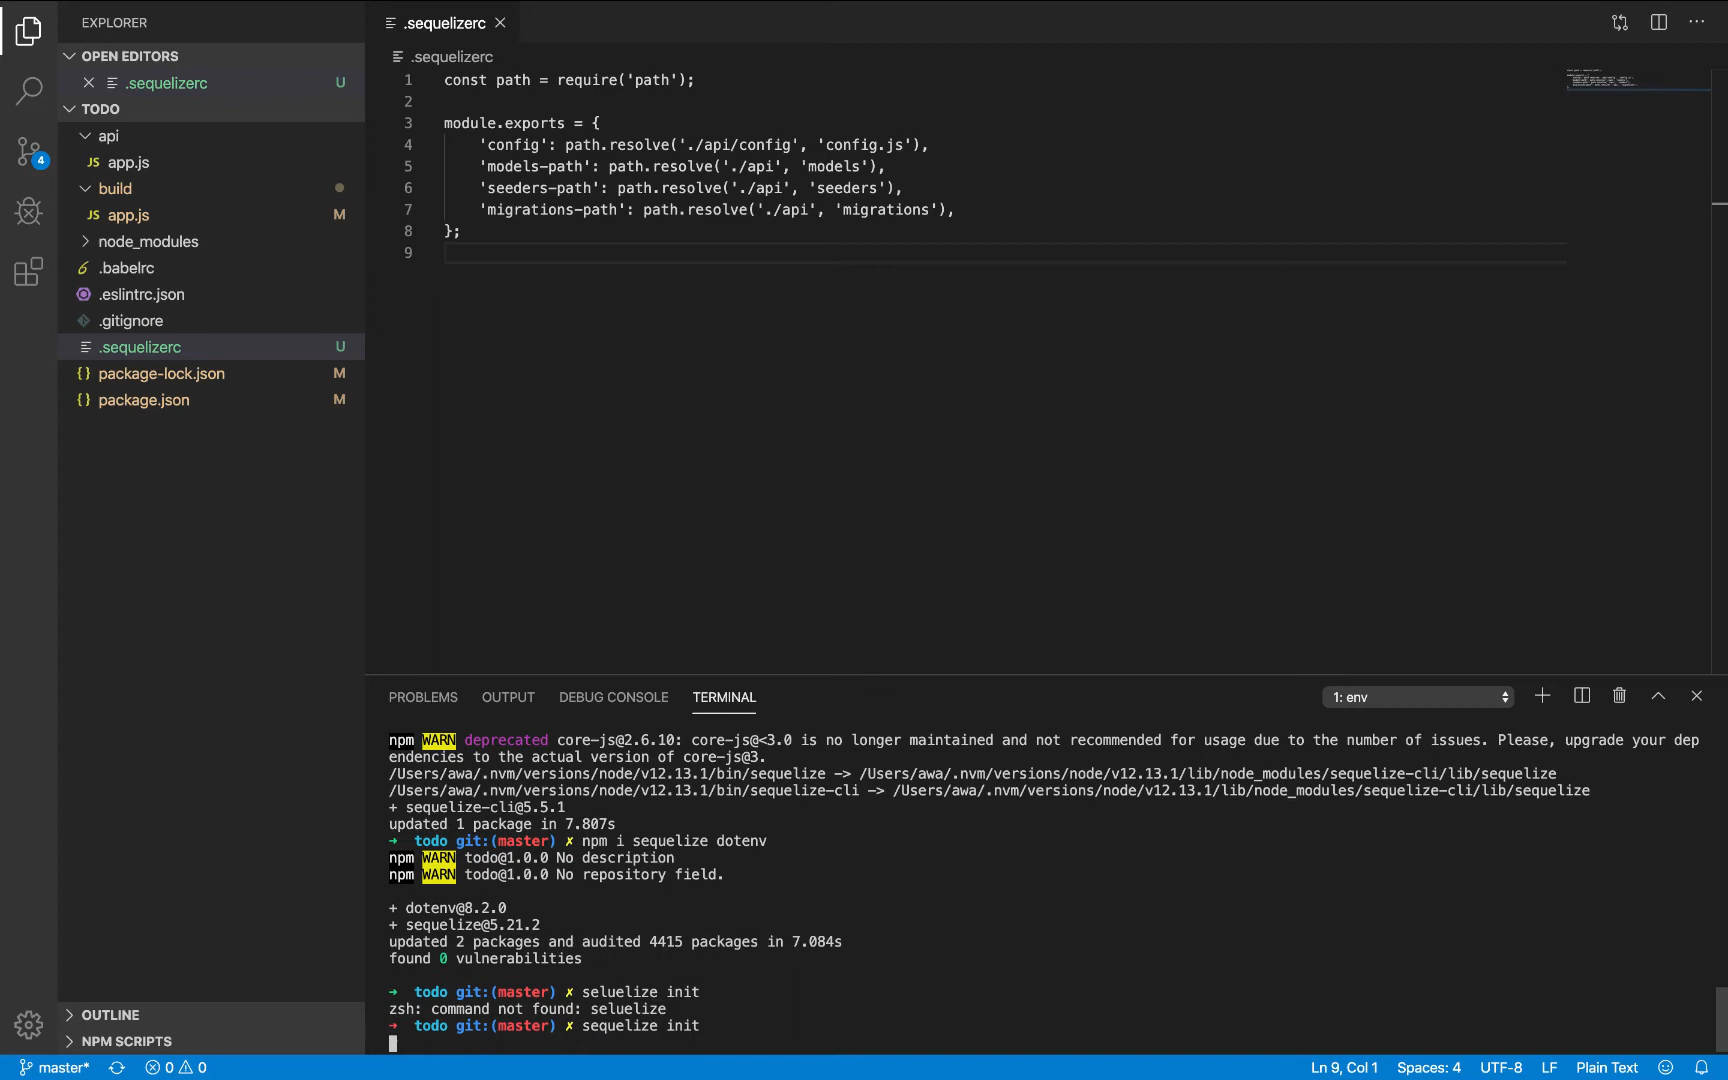 EXPLORER
OPEN EDITORS
.sequelizerc U
TODO
api
JS app.js
build
JS app.js M
node_modules
.babelrc
.eslintrc.json
.gitignore
.sequelizerc U
{} package-lock.json M
{} package.json M
4
OUTLINE
NPM SCRIPTS
.sequelizerc
.sequelizerc
1 const path = require('path');
2
3 module.exports = {
4 'config': path.resolve('./api/config', 'config.js'),
5 'models-path': path.resolve('./api', 'models'),
6 'seeders-path': path.resolve('./api', 'seeders'),
7 'migrations-path': path.resolve('./api', 'migrations'),
8 };
9
PROBLEMS OUTPUT DEBUG CONSOLE TERMINAL 1: env
npm WARN deprecated core-js@2.6.10: core-js@<3.0 is no longer maintained and not recommended for usage due to the number of issues. Please, upgrade your dep
endencies to the actual version of core-js@3.
/Users/awa/.nvm/versions/node/v12.13.1/bin/sequelize -> /Users/awa/.nvm/versions/node/v12.13.1/lib/node_modules/sequelize-cli/lib/sequelize
/Users/awa/.nvm/versions/node/v12.13.1/bin/sequelize-cli -> /Users/awa/.nvm/versions/node/v12.13.1/lib/node_modules/sequelize-cli/lib/sequelize
+ sequelize-cli@5.5.1
updated 1 package in 7.807s
→ todo git:(master) ✗ npm i sequelize dotenv
npm WARN todo@1.0.0 No description
npm WARN todo@1.0.0 No repository field.
+ dotenv@8.2.0
+ sequelize@5.21.2
updated 2 packages and audited 4415 packages in 7.084s
found 0 vulnerabilities
→ todo git:(master) ✗ seluelize init
zsh: command not found: seluelize
→ todo git:(master) ✗ sequelize init
master* 0 0 Ln 9, Col 1 Spaces: 4 UTF-8 LF Plain Text